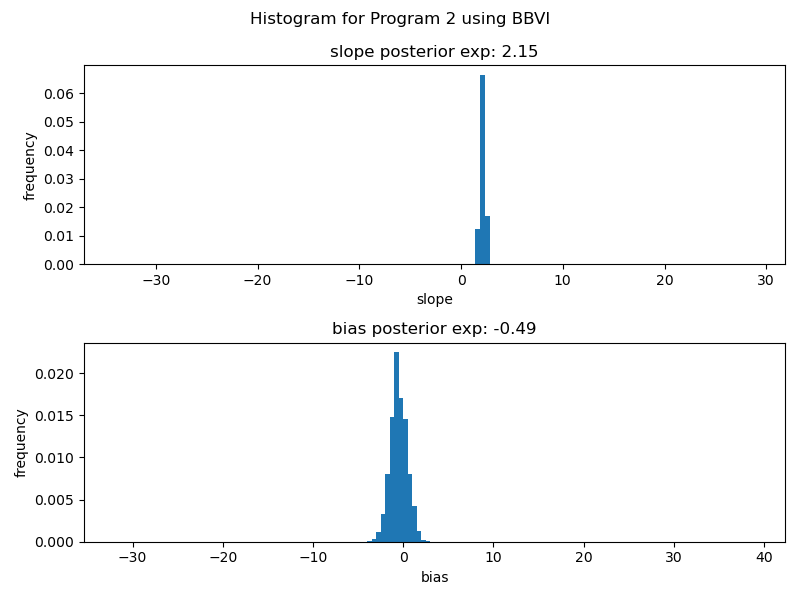 Histogram for Program 2 using BBVI
slope posterior exp: 2.15
frequency
0.06
0.05
0.04
0.03
0.02
0.01
0.00
−30 −20 −10 0 10 20 30
slope
bias posterior exp: -0.49
frequency
0.020
0.015
0.010
0.005
0.000
−30 −20 −10 0 10 20 30 40
bias